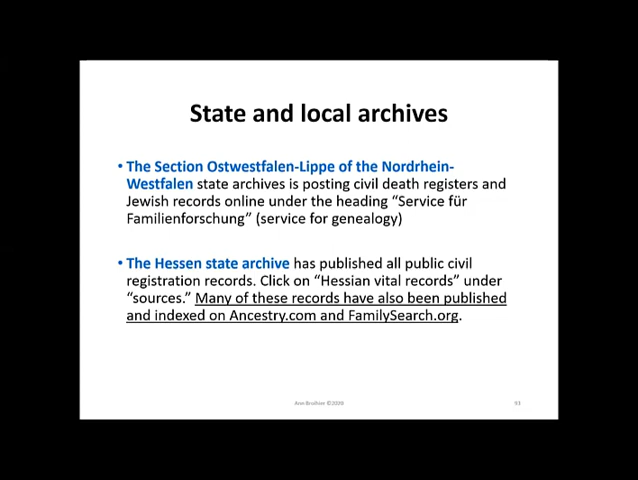 State and local archives
• The Section Ostwestfalen-Lippe of the Nordrhein-
Westfalen state archives is posting civil death registers and
Jewish records online under the heading “Service für
Familienforschung” (service for genealogy)
• The Hessen state archive has published all public civil
registration records. Click on “Hessian vital records” under
“sources.” Many of these records have also been published
and indexed on Ancestry.com and FamilySearch.org.
©2020
53